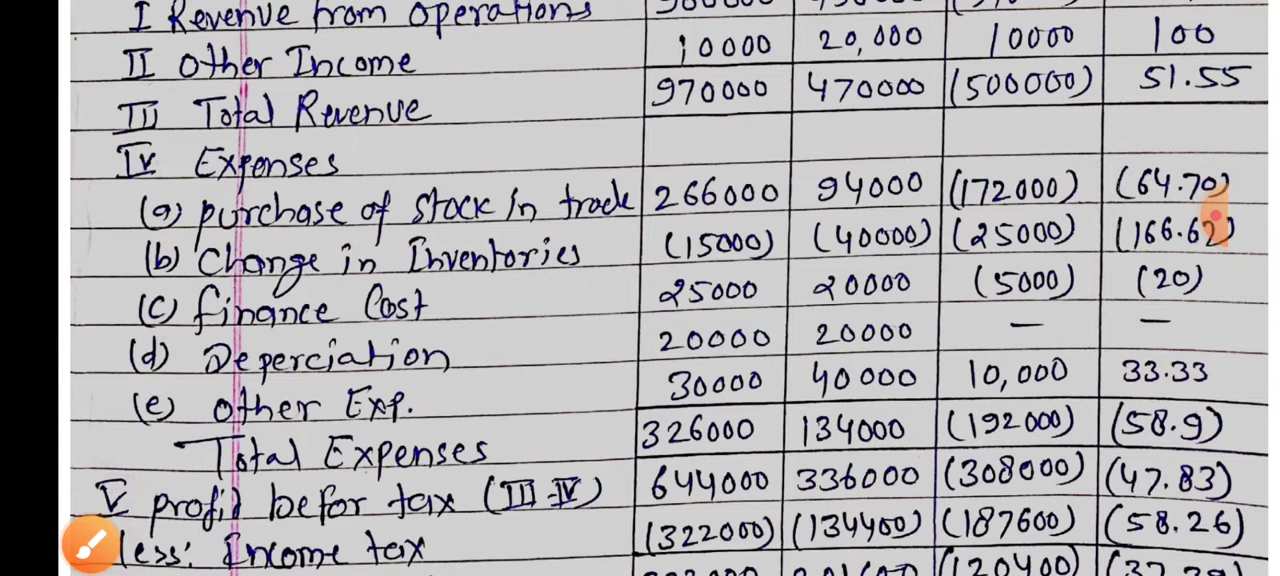 I Revenue from operations
II Other Income 10000 20,000 10000 100
III Total Revenue 970000 470000 (500000) 51.55
IV Expenses
(a) purchase of stock in trade 266000 94000 (172000) (64.70)
(b) Change in Inventories (15000) (40000) (25000) (166.62)
(c) finance Cost 25000 20000 (5000) (20)
(d) Deperciation 20000 20000 — —
(e) Other Exp. 30000 40000 10,000 33.33
Total Expenses 326000 134000 (192000) (58.9)
V profit befor tax (III-IV) 644000 336000 (308000) (47.83)
less: Income tax (322000) (134400) (187600) (58.26)
(120400)